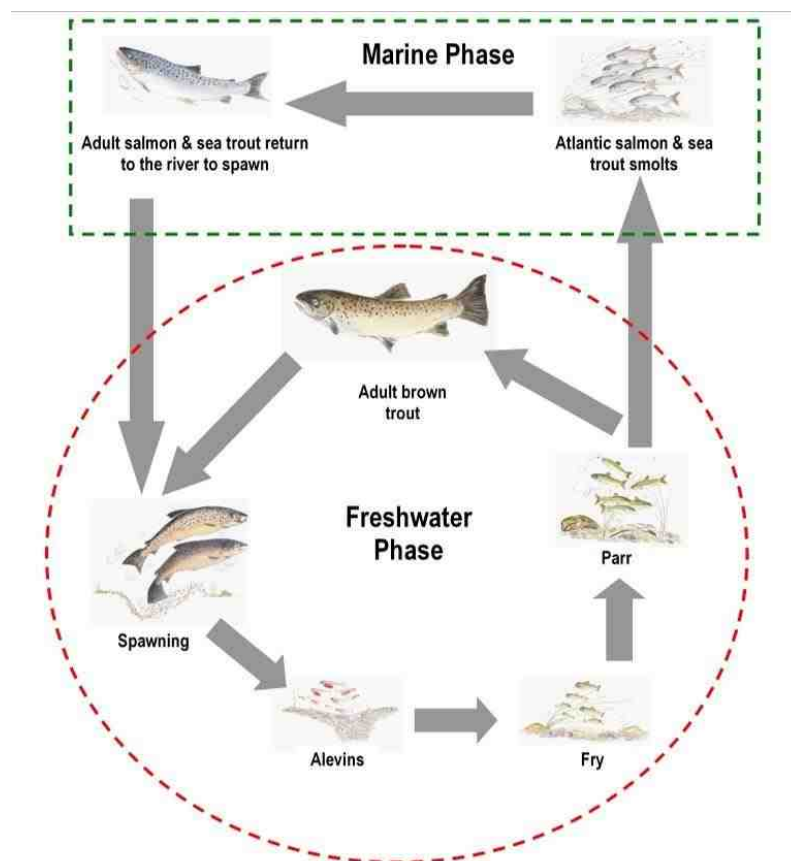 Marine Phase
Adult salmon & sea trout return
to the river to spawn
Atlantic salmon & sea
trout smolts
Adult brown
trout
Freshwater
Phase
Parr
Spawning
Alevins
Fry